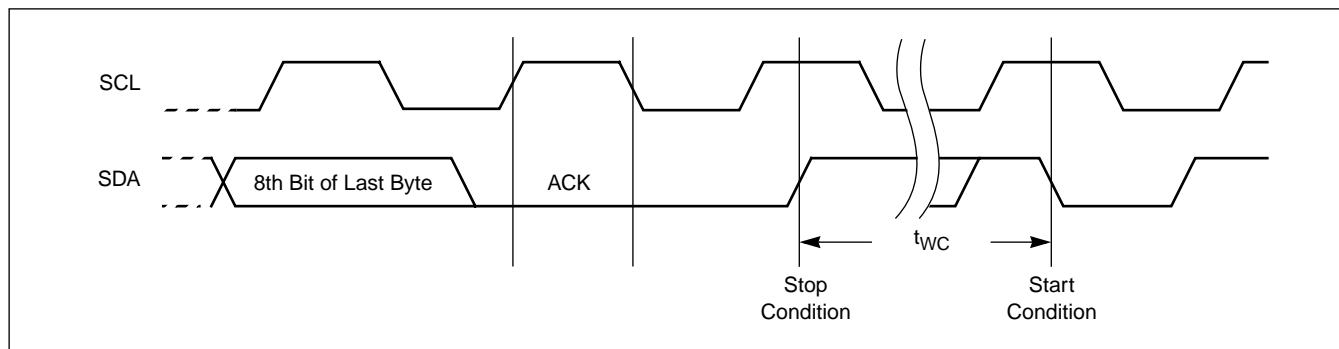 SCL
SDA
8th Bit of Last Byte
ACK
tWC
Stop
Condition
Start
Condition